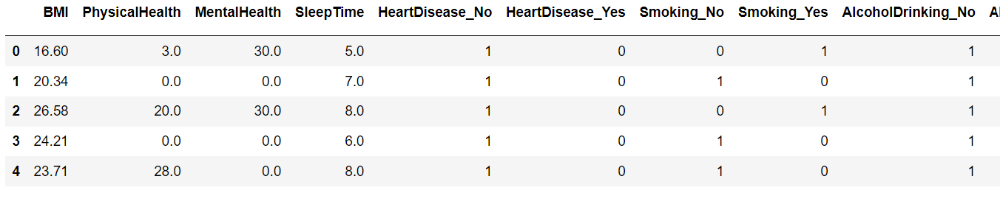 BMI PhysicalHealth MentalHealth SleepTime HeartDisease_No HeartDisease_Yes Smoking_No Smoking_Yes AlcoholDrinking_No
0 16.60 3.0 30.0 5.0 1 0 0 1 1
1 20.34 0.0 0.0 7.0 1 0 1 0 1
2 26.58 20.0 30.0 8.0 1 0 0 1 1
3 24.21 0.0 0.0 6.0 1 0 1 0 1
4 23.71 28.0 0.0 8.0 1 0 1 0 1